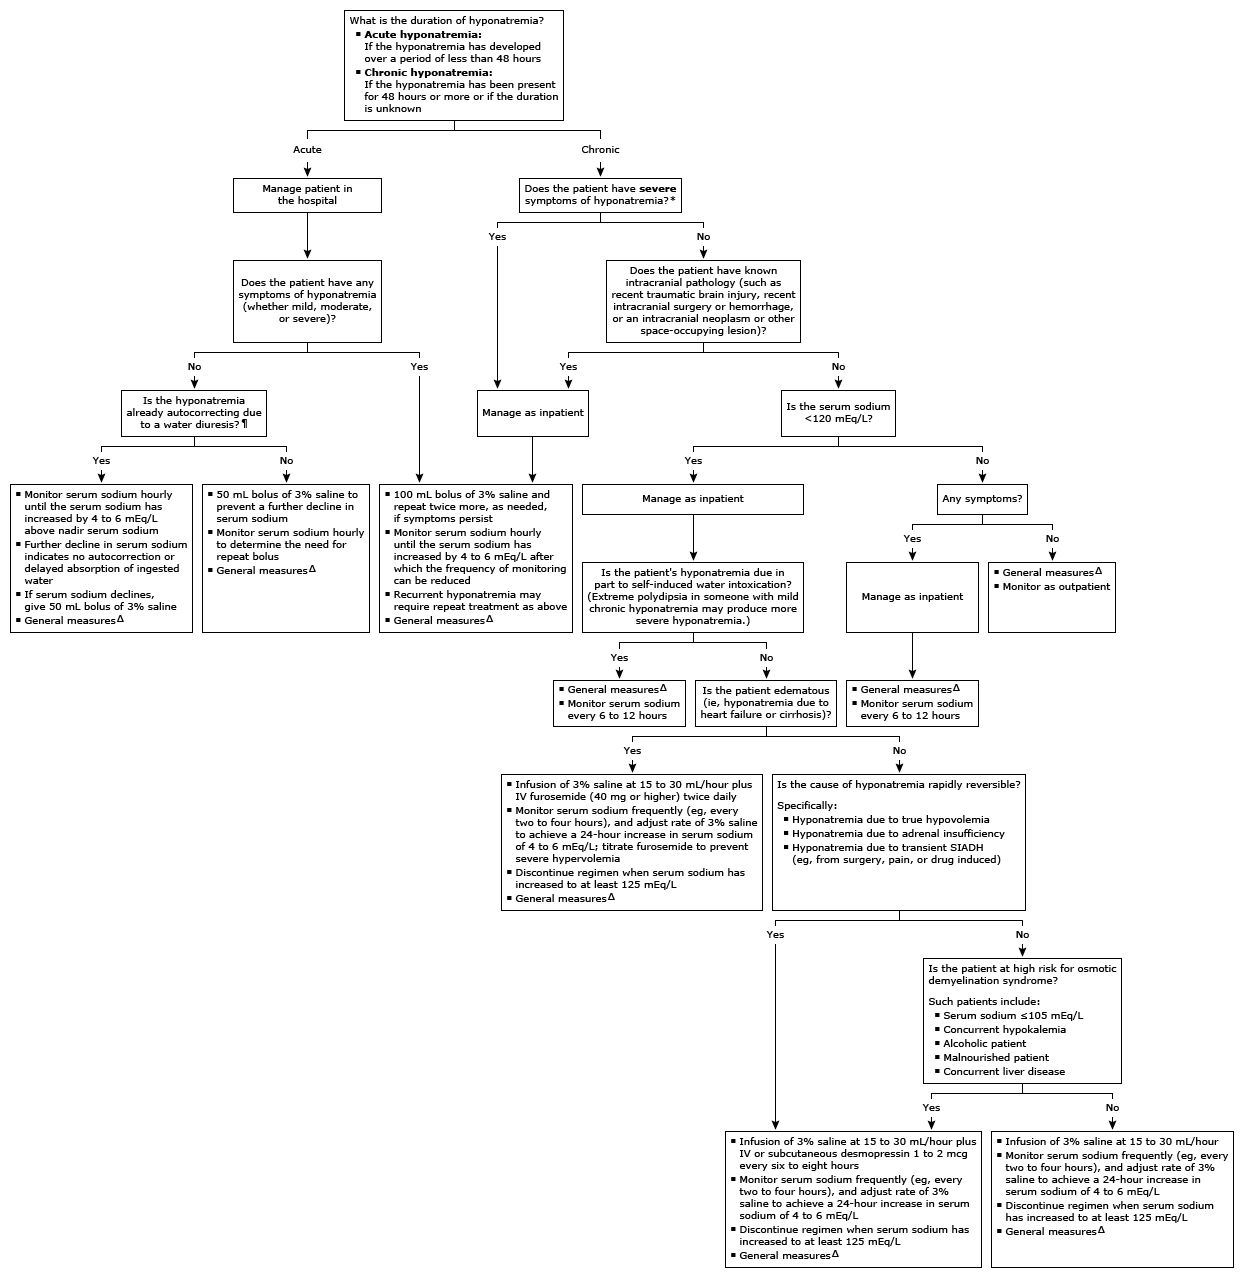 What is the duration of hyponatremia?
▪ Acute hyponatremia:
If the hyponatremia has developed
over a period of less than 48 hours
▪ Chronic hyponatremia:
If the hyponatremia has been present
for 48 hours or more or if the duration
is unknown
Acute
Chronic
Manage patient in
the hospital
Does the patient have severe
symptoms of hyponatremia?*
Yes
No
Does the patient have any
symptoms of hyponatremia
(whether mild, moderate,
or severe)?
Does the patient have known
intracranial pathology (such as
recent traumatic brain injury, recent
intracranial surgery or hemorrhage,
or an intracranial neoplasm or other
space-occupying lesion)?
No
Yes
Yes
No
Is the hyponatremia
already autocorrecting due
to a water diuresis?¶
Manage as inpatient
Is the serum sodium
<120 mEq/L?
Yes
No
Yes
No
▪ Monitor serum sodium hourly
until the serum sodium has
increased by 4 to 6 mEq/L
above nadir serum sodium
▪ Further decline in serum sodium
indicates no autocorrection or
delayed absorption of ingested
water
▪ If serum sodium declines,
give 50 mL bolus of 3% saline
▪ General measuresΔ
▪ 50 mL bolus of 3% saline to
prevent a further decline in
serum sodium
▪ Monitor serum sodium hourly
to determine the need for
repeat bolus
▪ General measuresΔ
▪ 100 mL bolus of 3% saline and
repeat twice more, as needed,
if symptoms persist
▪ Monitor serum sodium hourly
until the serum sodium has
increased by 4 to 6 mEq/L after
which the frequency of monitoring
can be reduced
▪ Recurrent hyponatremia may
require repeat treatment as above
▪ General measuresΔ
Manage as inpatient
Any symptoms?
Yes
No
Is the patient's hyponatremia due in
part to self-induced water intoxication?
(Extreme polydipsia in someone with mild
chronic hyponatremia may produce more
severe hyponatremia.)
Manage as inpatient
▪ General measuresΔ
▪ Monitor as outpatient
Yes
No
▪ General measuresΔ
▪ Monitor serum sodium
every 6 to 12 hours
Is the patient edematous
(ie, hyponatremia due to
heart failure or cirrhosis)?
▪ General measuresΔ
▪ Monitor serum sodium
every 6 to 12 hours
Yes
No
▪ Infusion of 3% saline at 15 to 30 mL/hour plus
IV furosemide (40 mg or higher) twice daily
▪ Monitor serum sodium frequently (eg, every
two to four hours), and adjust rate of 3% saline
to achieve a 24-hour increase in serum sodium
of 4 to 6 mEq/L; titrate furosemide to prevent
severe hypervolemia
▪ Discontinue regimen when serum sodium has
increased to at least 125 mEq/L
▪ General measuresΔ
Is the cause of hyponatremia rapidly reversible?
Specifically:
▪ Hyponatremia due to true hypovolemia
▪ Hyponatremia due to adrenal insufficiency
▪ Hyponatremia due to transient SIADH
(eg, from surgery, pain, or drug induced)
Yes
No
Is the patient at high risk for osmotic
demyelination syndrome?
Such patients include:
▪ Serum sodium ≤105 mEq/L
▪ Concurrent hypokalemia
▪ Alcoholic patient
▪ Malnourished patient
▪ Concurrent liver disease
Yes
No
▪ Infusion of 3% saline at 15 to 30 mL/hour plus
IV or subcutaneous desmopressin 1 to 2 mcg
every six to eight hours
▪ Monitor serum sodium frequently (eg, every
two to four hours), and adjust rate of 3%
saline to achieve a 24-hour increase in serum
sodium of 4 to 6 mEq/L
▪ Discontinue regimen when serum sodium has
increased to at least 125 mEq/L
▪ General measuresΔ
▪ Infusion of 3% saline at 15 to 30 mL/hour
▪ Monitor serum sodium frequently (eg, every
two to four hours), and adjust rate of 3%
saline to achieve a 24-hour increase in
serum sodium of 4 to 6 mEq/L
▪ Discontinue regimen when serum sodium
has increased to at least 125 mEq/L
▪ General measuresΔ